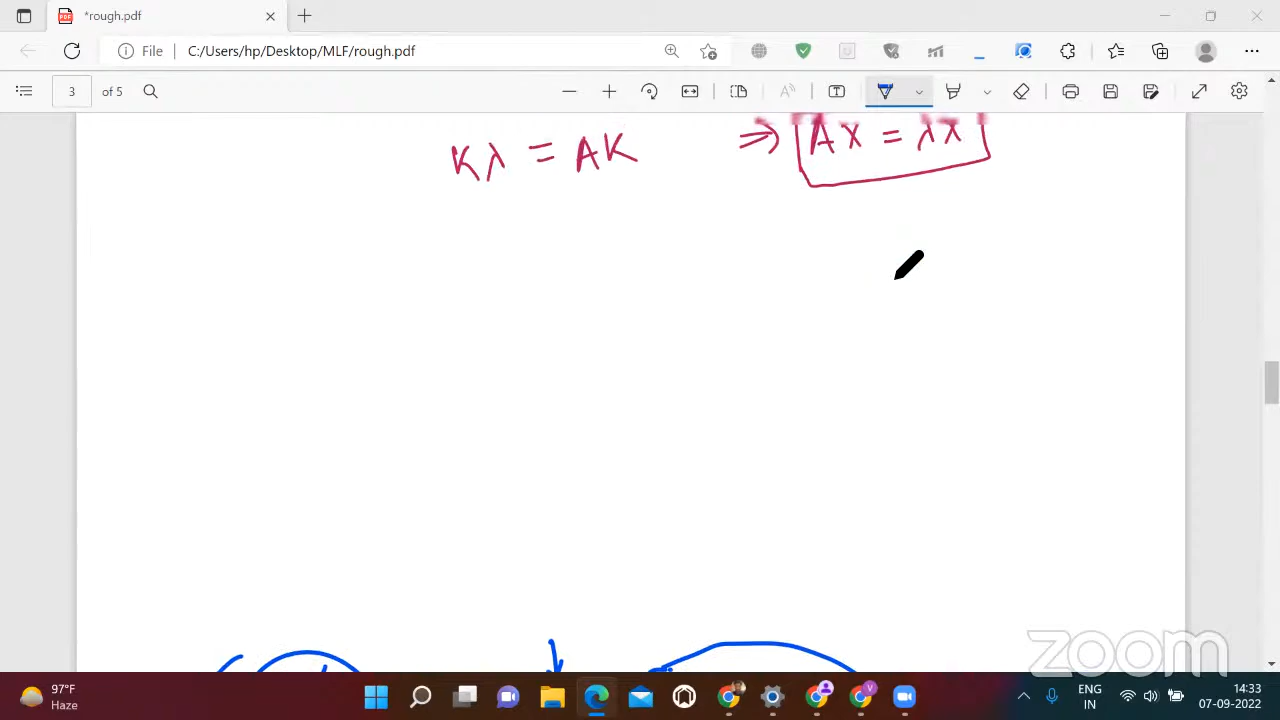 *rough.pdf
File C:/Users/hp/Desktop/MLF/rough.pdf
3 of 5
Kλ = AK ⇒ AX = λX
zoom
97°F
Haze
ENG
IN
14:33
07-09-2022